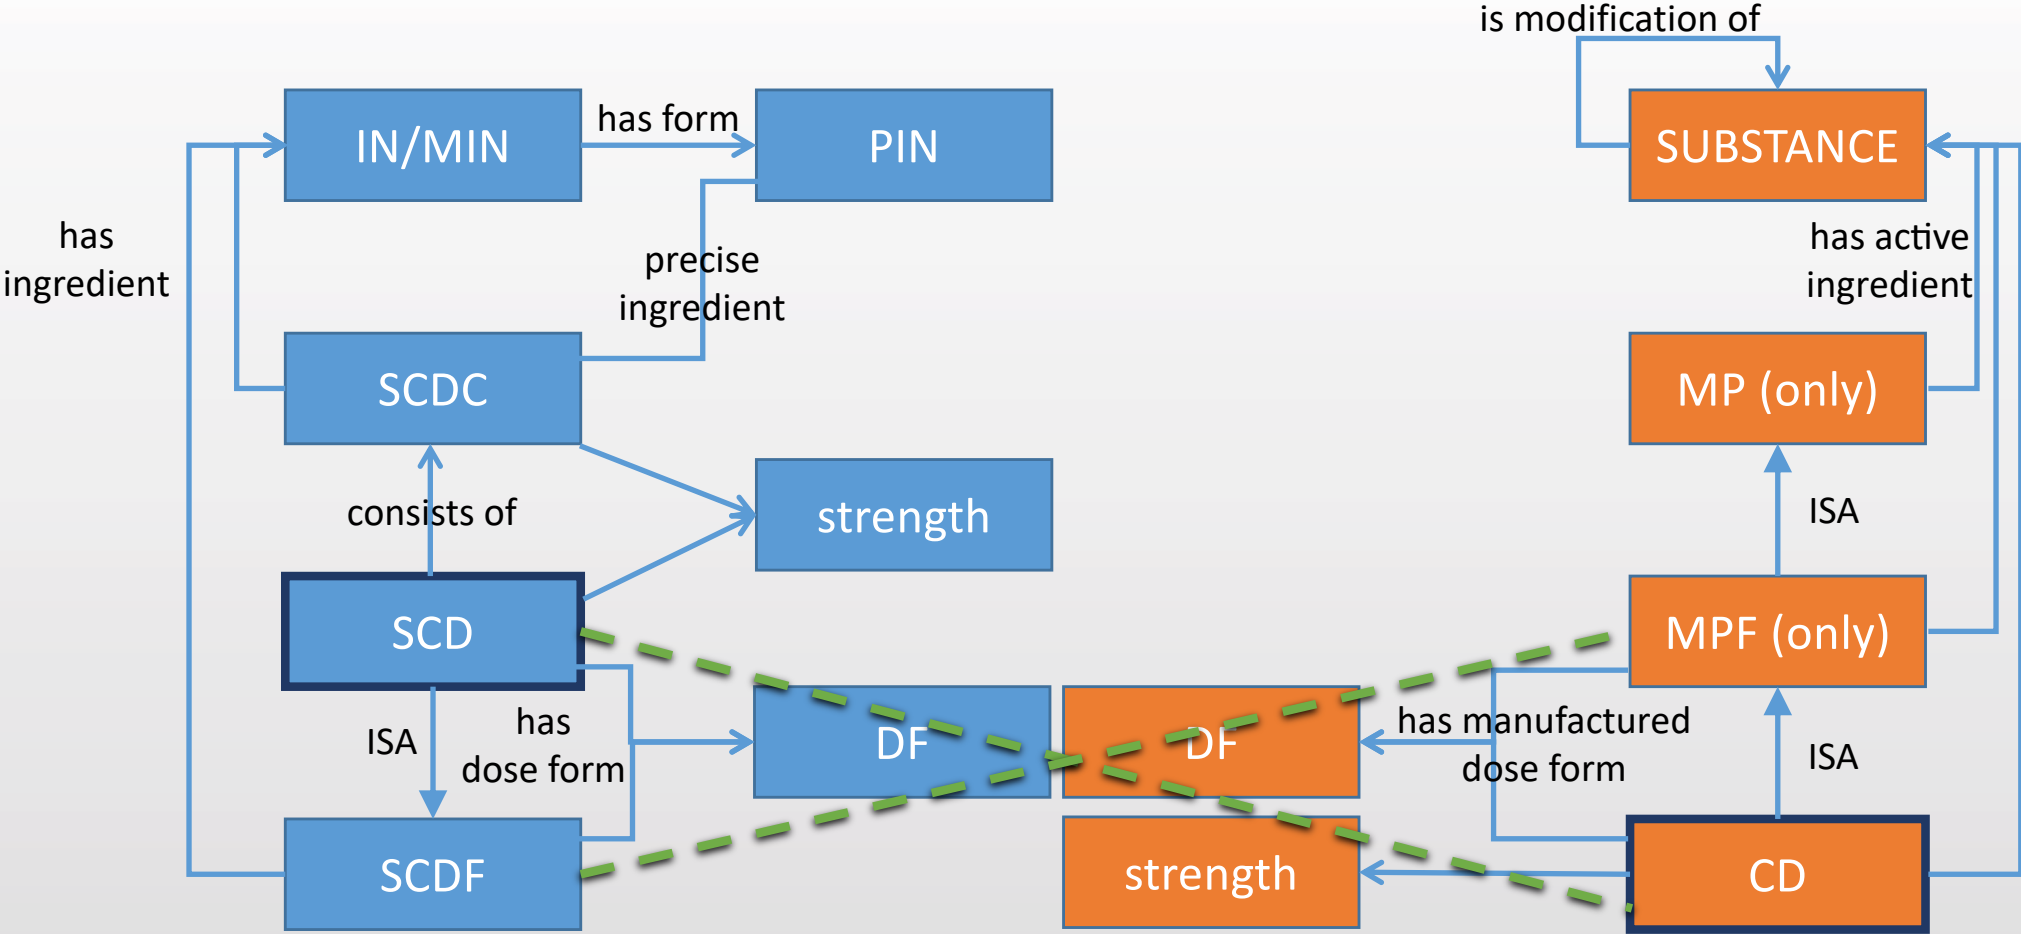 is modification of
IN/MIN
has form
PIN
SUBSTANCE
has
ingredient
precise
ingredient
has active
ingredient
SCDC
MP (only)
consists of
strength
ISA
SCD
MPF (only)
ISA
has
dose form
DF
DF
has manufactured
dose form
ISA
SCDF
strength
CD